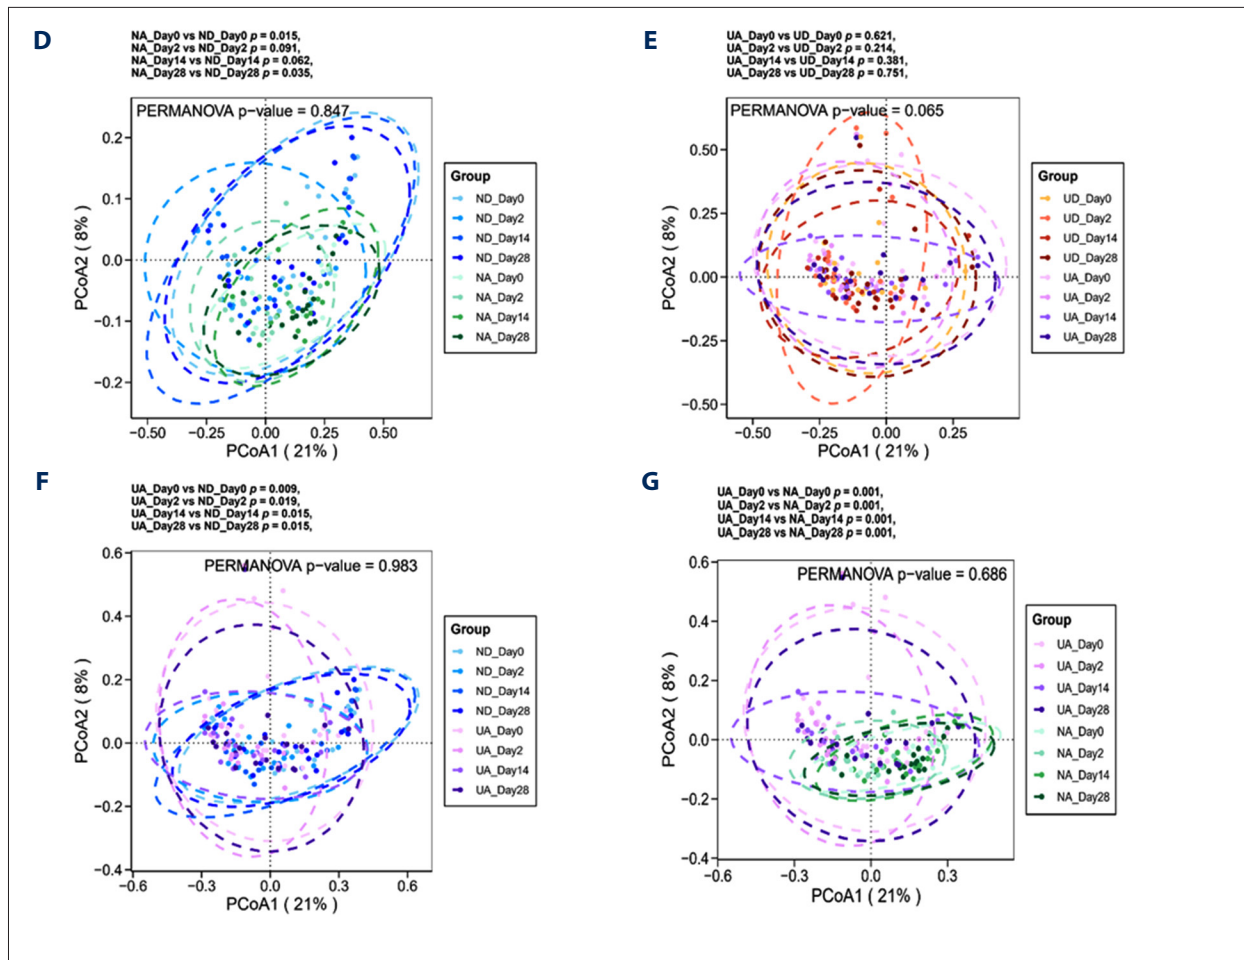 D
NA_Day0 vs ND_Day0 p = 0.015,
NA_Day2 vs ND_Day2 p = 0.091,
NA_Day14 vs ND_Day14 p = 0.062,
NA_Day28 vs ND_Day28 p = 0.035,
PERMANOVA p-value = 0.847
0.2
0.1
0.0
−0.1
−0.2
PCoA2 ( 8% )
−0.50
−0.25
0.00
0.25
0.50
PCoA1 ( 21% )
Group
ND_Day0
ND_Day2
ND_Day14
ND_Day28
NA_Day0
NA_Day2
NA_Day14
NA_Day28
E
UA_Day0 vs UD_Day0 p = 0.621,
UA_Day2 vs UD_Day2 p = 0.214,
UA_Day14 vs UD_Day14 p = 0.381,
UA_Day28 vs UD_Day28 p = 0.751,
PERMANOVA p-value = 0.065
0.50
0.25
0.00
−0.25
−0.50
PCoA2 ( 8% )
−0.50
−0.25
0.00
0.25
PCoA1 ( 21% )
Group
UD_Day0
UD_Day2
UD_Day14
UD_Day28
UA_Day0
UA_Day2
UA_Day14
UA_Day28
F
UA_Day0 vs ND_Day0 p = 0.009,
UA_Day2 vs ND_Day2 p = 0.019,
UA_Day14 vs ND_Day14 p = 0.015,
UA_Day28 vs ND_Day28 p = 0.015,
PERMANOVA p-value = 0.983
0.6
0.4
0.2
0.0
−0.2
−0.4
PCoA2 ( 8% )
−0.6
−0.3
0.0
0.3
0.6
PCoA1 ( 21% )
Group
ND_Day0
ND_Day2
ND_Day14
ND_Day28
UA_Day0
UA_Day2
UA_Day14
UA_Day28
G
UA_Day0 vs NA_Day0 p = 0.001,
UA_Day2 vs NA_Day2 p = 0.001,
UA_Day14 vs NA_Day14 p = 0.001,
UA_Day28 vs NA_Day28 p = 0.001,
PERMANOVA p-value = 0.686
0.6
0.4
0.2
0.0
−0.2
−0.4
PCoA2 ( 8% )
−0.6
−0.3
0.0
0.3
PCoA1 ( 21% )
Group
UA_Day0
UA_Day2
UA_Day14
UA_Day28
NA_Day0
NA_Day2
NA_Day14
NA_Day28